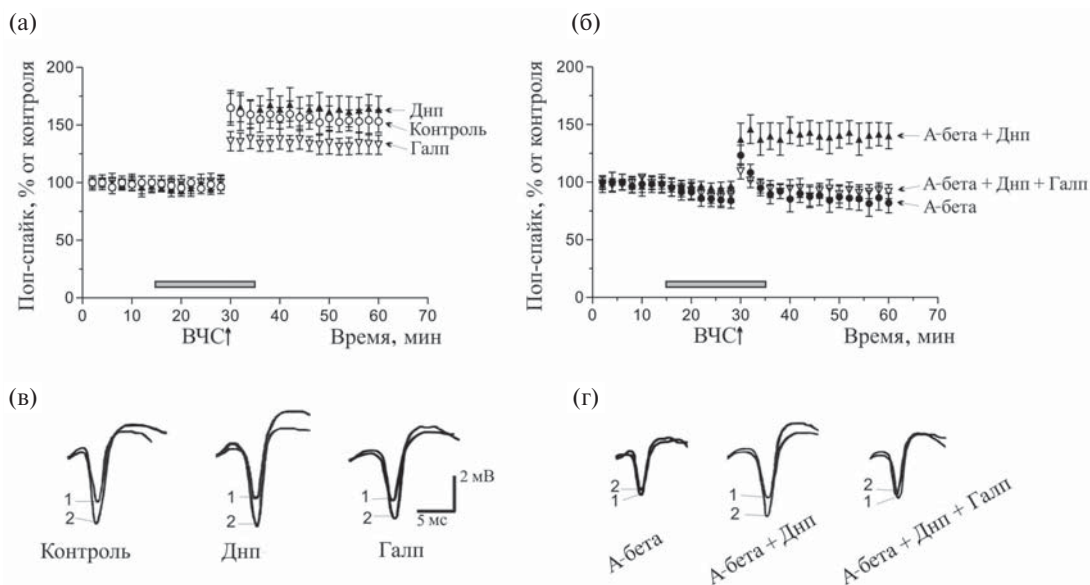 (а)
Поп-спайк, % от контроля
200
150
100
50
0
0 10 20 30 40 50 60 70
ВЧС↑ Время, мин
Днп
Контроль
Галп
(б)
Поп-спайк, % от контроля
200
150
100
50
0
0 10 20 30 40 50 60 70
ВЧС↑ Время, мин
А-бета + Днп
А-бета + Днп + Галп
А-бета
(в)
1
2
Контроль
1
2
Днп
1
2
Галп
2 мВ
5 мс
(г)
2
1
А-бета
1
2
А-бета + Днп
2
1
А-бета + Днп + Галп